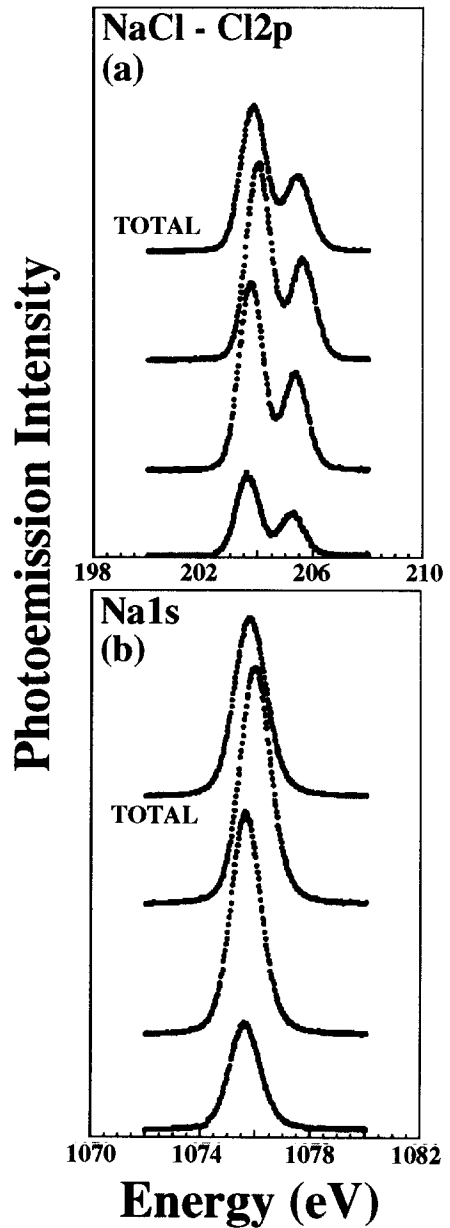 NaCl - Cl2p
(a)
TOTAL
198
202
206
210
Photoemission Intensity
Na1s
(b)
TOTAL
1070
1074
1078
1082
Energy (eV)